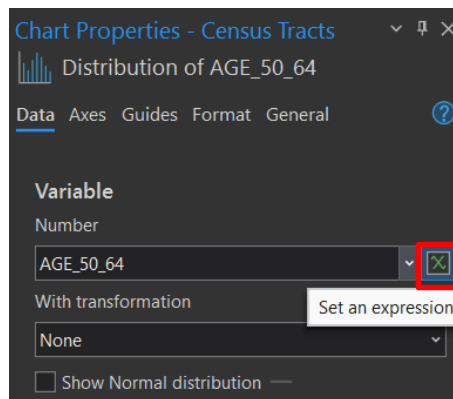 Chart Properties - Census Tracts
Distribution of AGE_50_64
Data Axes Guides Format General
Variable
Number
AGE_50_64
With transformation
Set an expression
None
Show Normal distribution